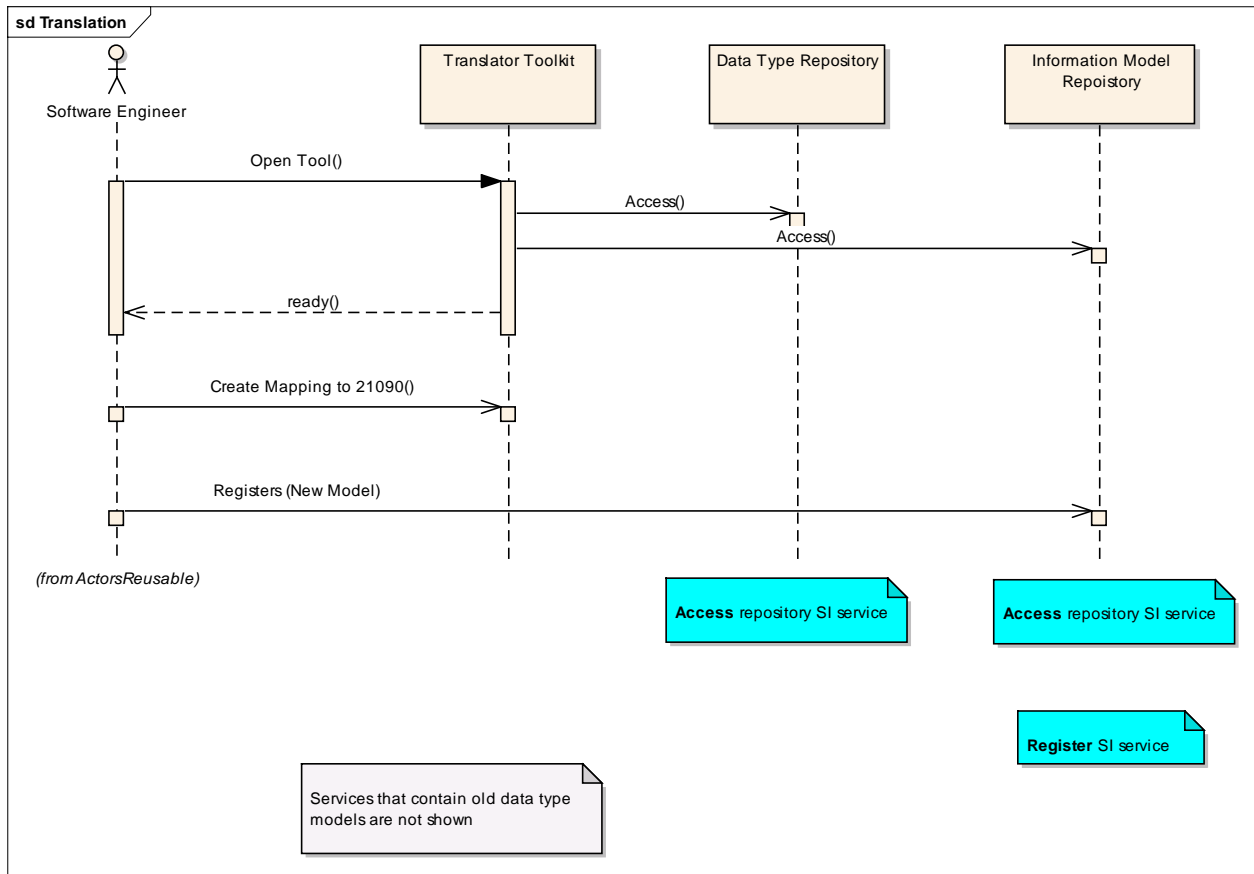 sd Translation
Software Engineer
Translator Toolkit
Data Type Repository
Information Model
Repoistory
Open Tool()
Access()
Access()
ready()
Create Mapping to 21090()
Registers (New Model)
(from ActorsReusable)
Access repository SI service
Access repository SI service
Register SI service
Services that contain old data type
models are not shown